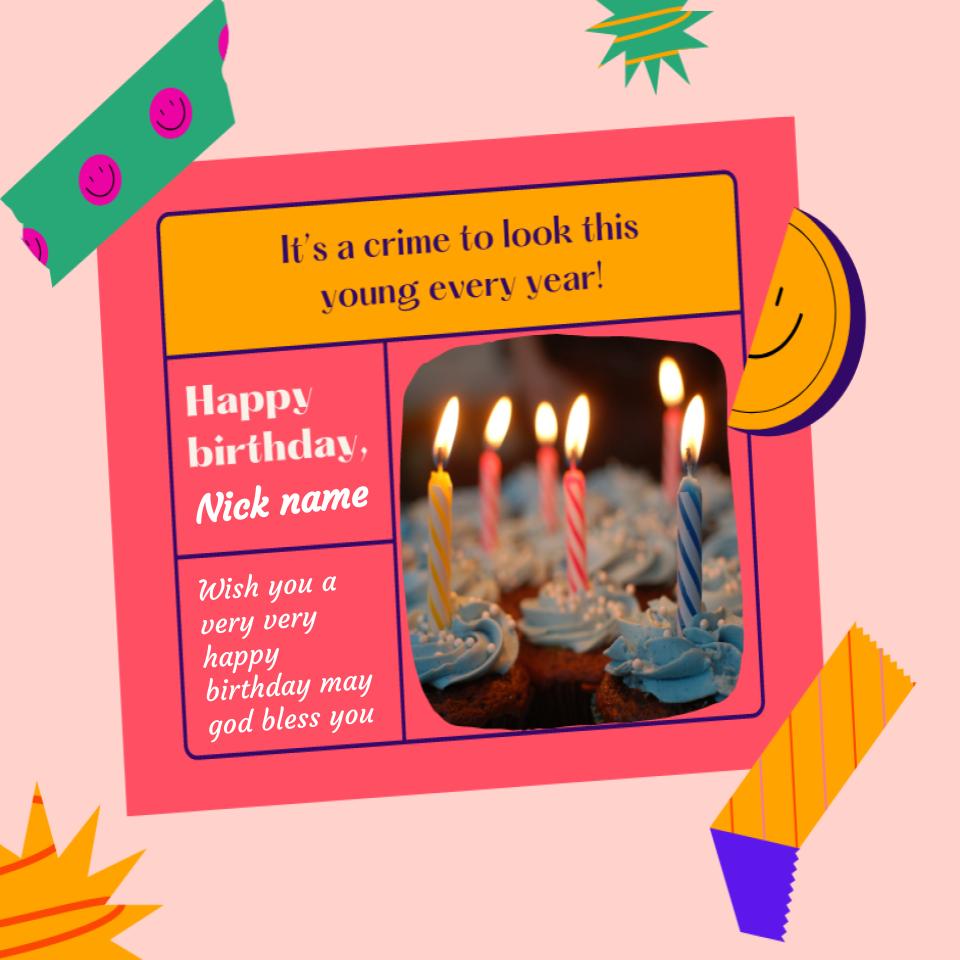 It's a crime to look this
young every year!
Happy
birthday,
Nick name
Wish you a
very very
happy
birthday may
god bless you